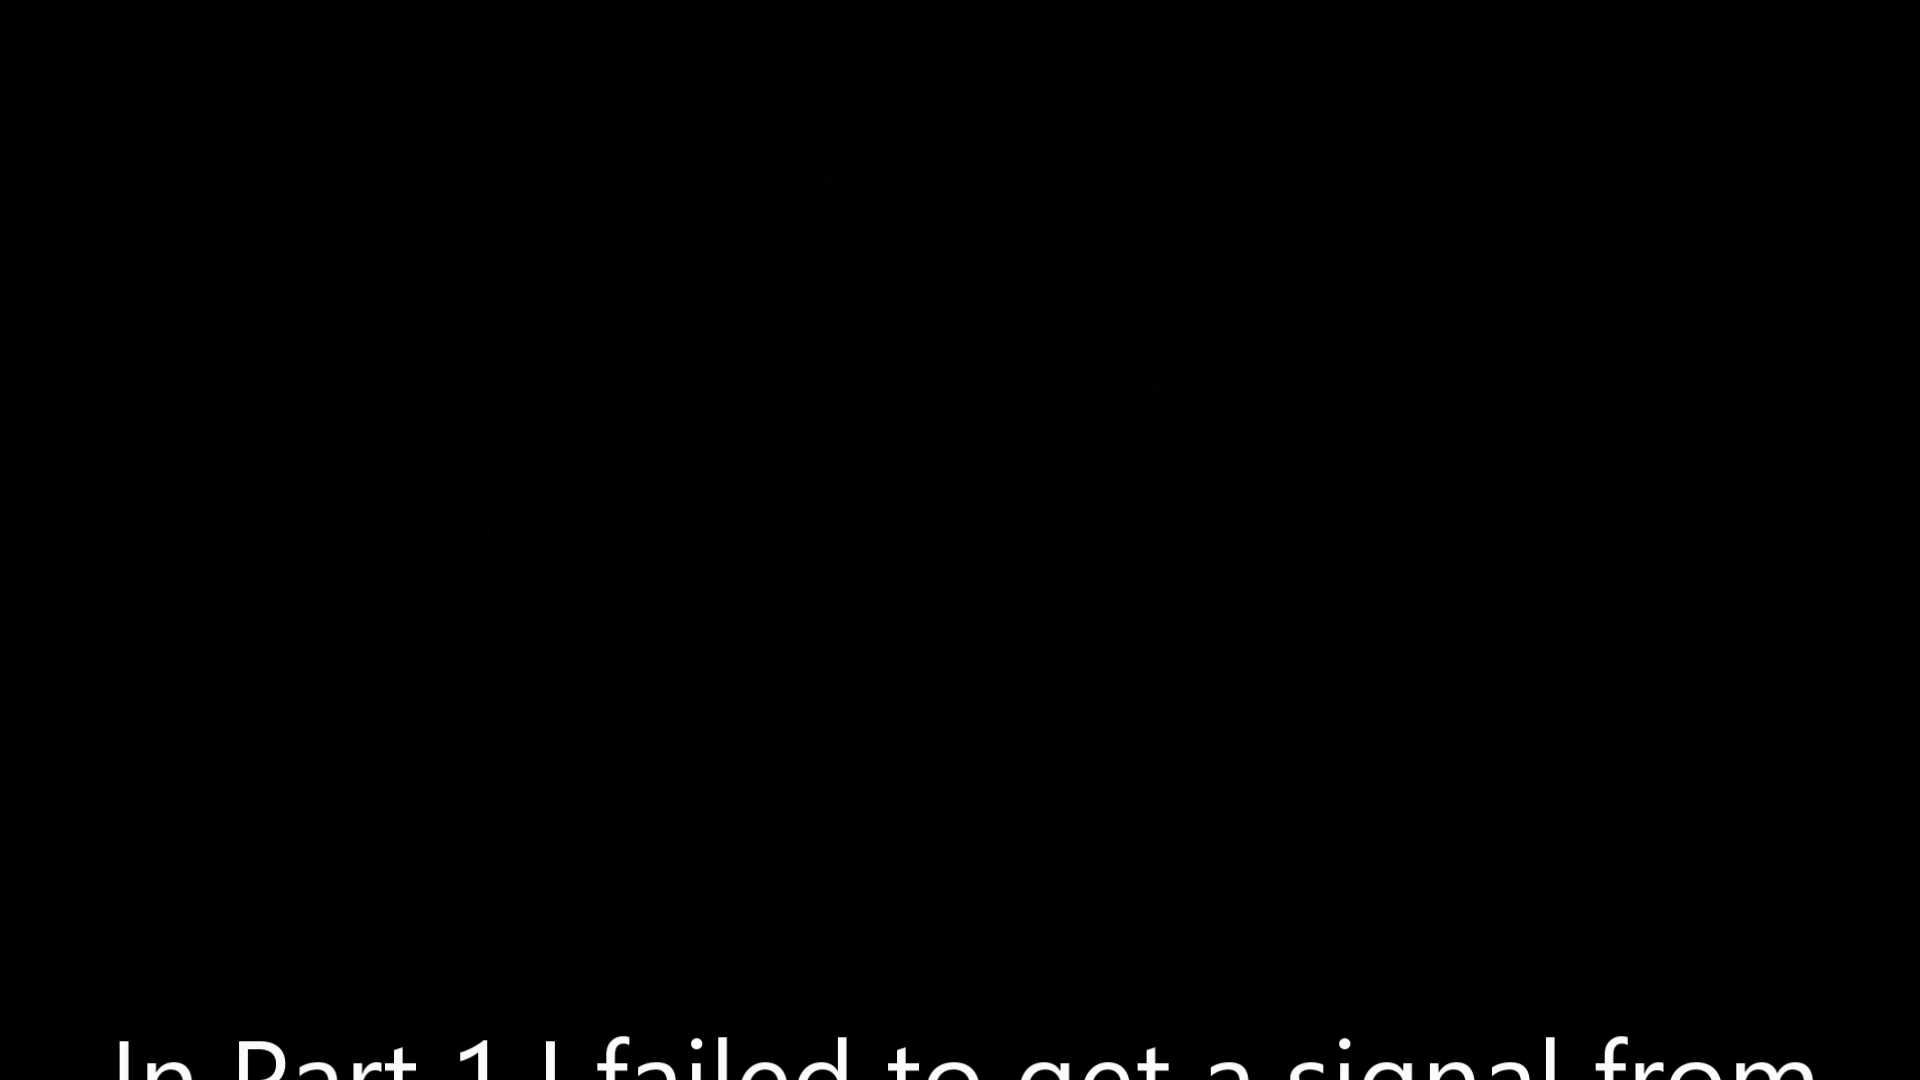 Messing Around with the
Hantek 6022BE
PC-Based Oscilloscope
Part 02
2017 05 16
In Part 1 I failed to get a signal from